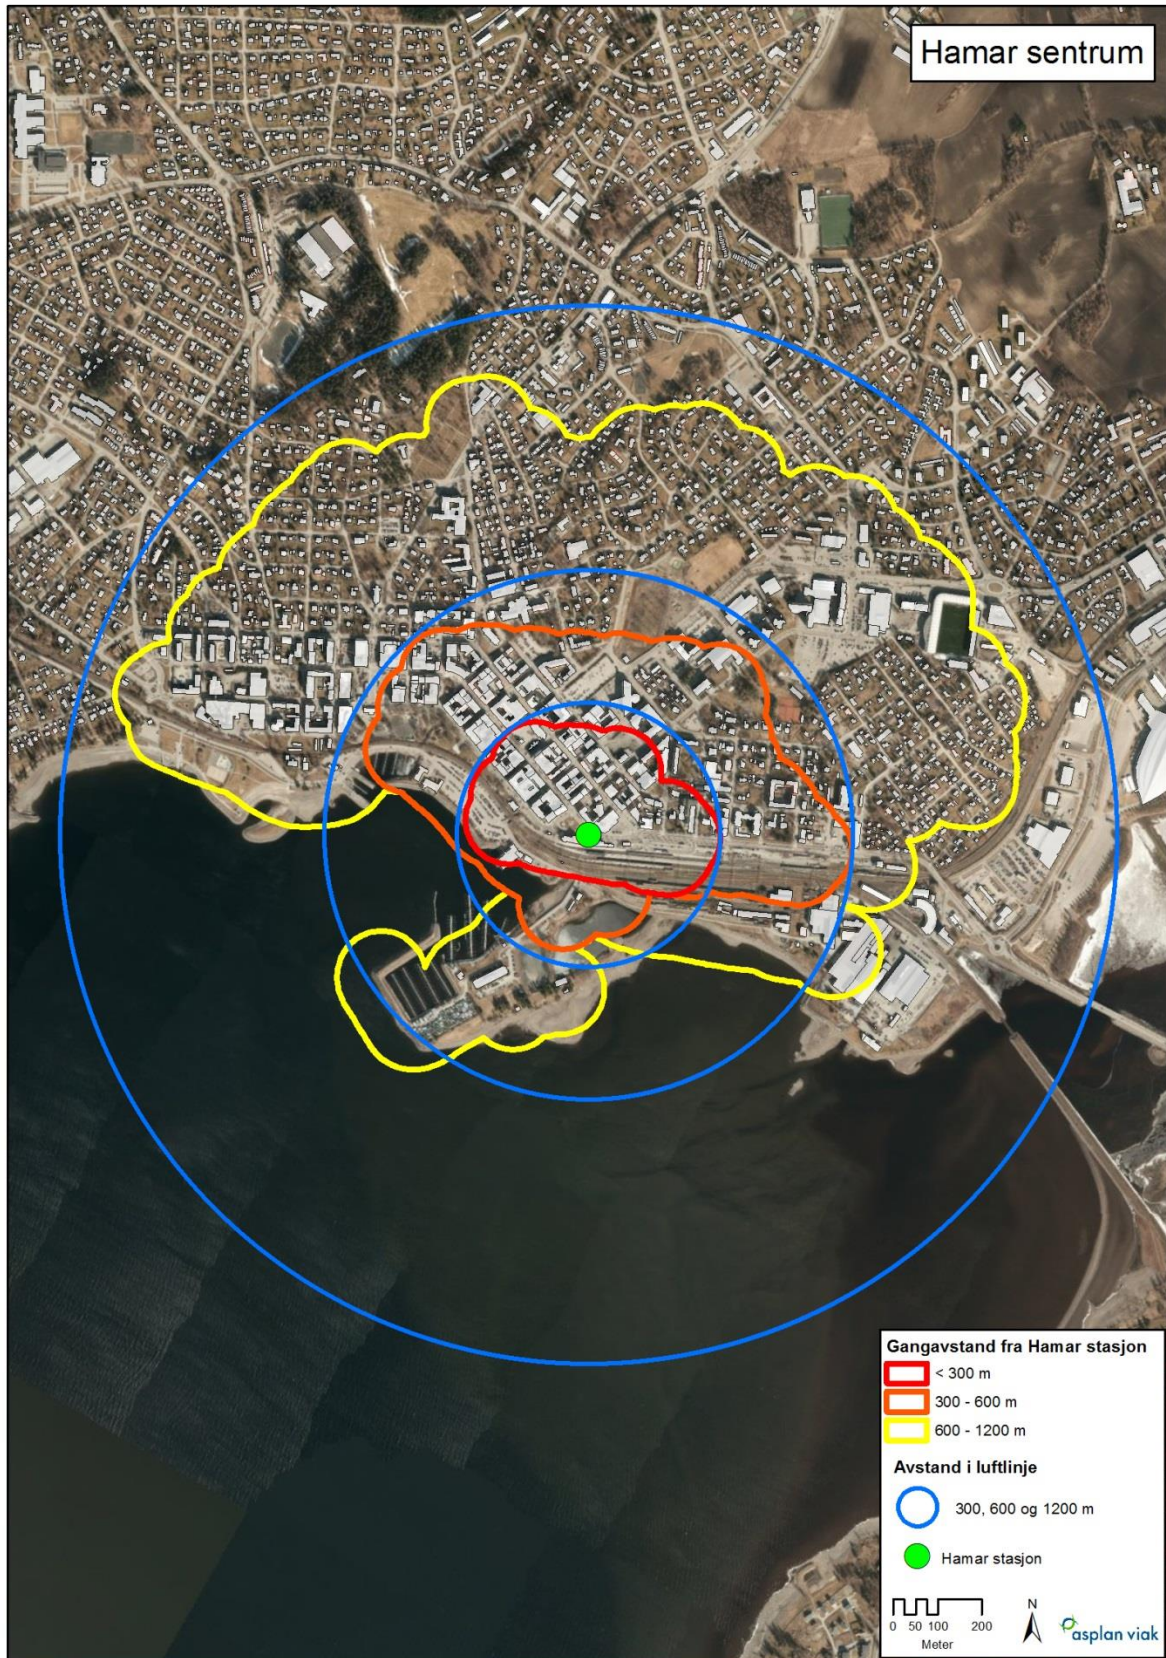 Hamar sentrum
Gangavstand fra Hamar stasjon
< 300 m
300 - 600 m
600 - 1200 m
Avstand i luftlinje
300, 600 og 1200 m
Hamar stasjon
0 50 100 200
Meter
N
asplan viak